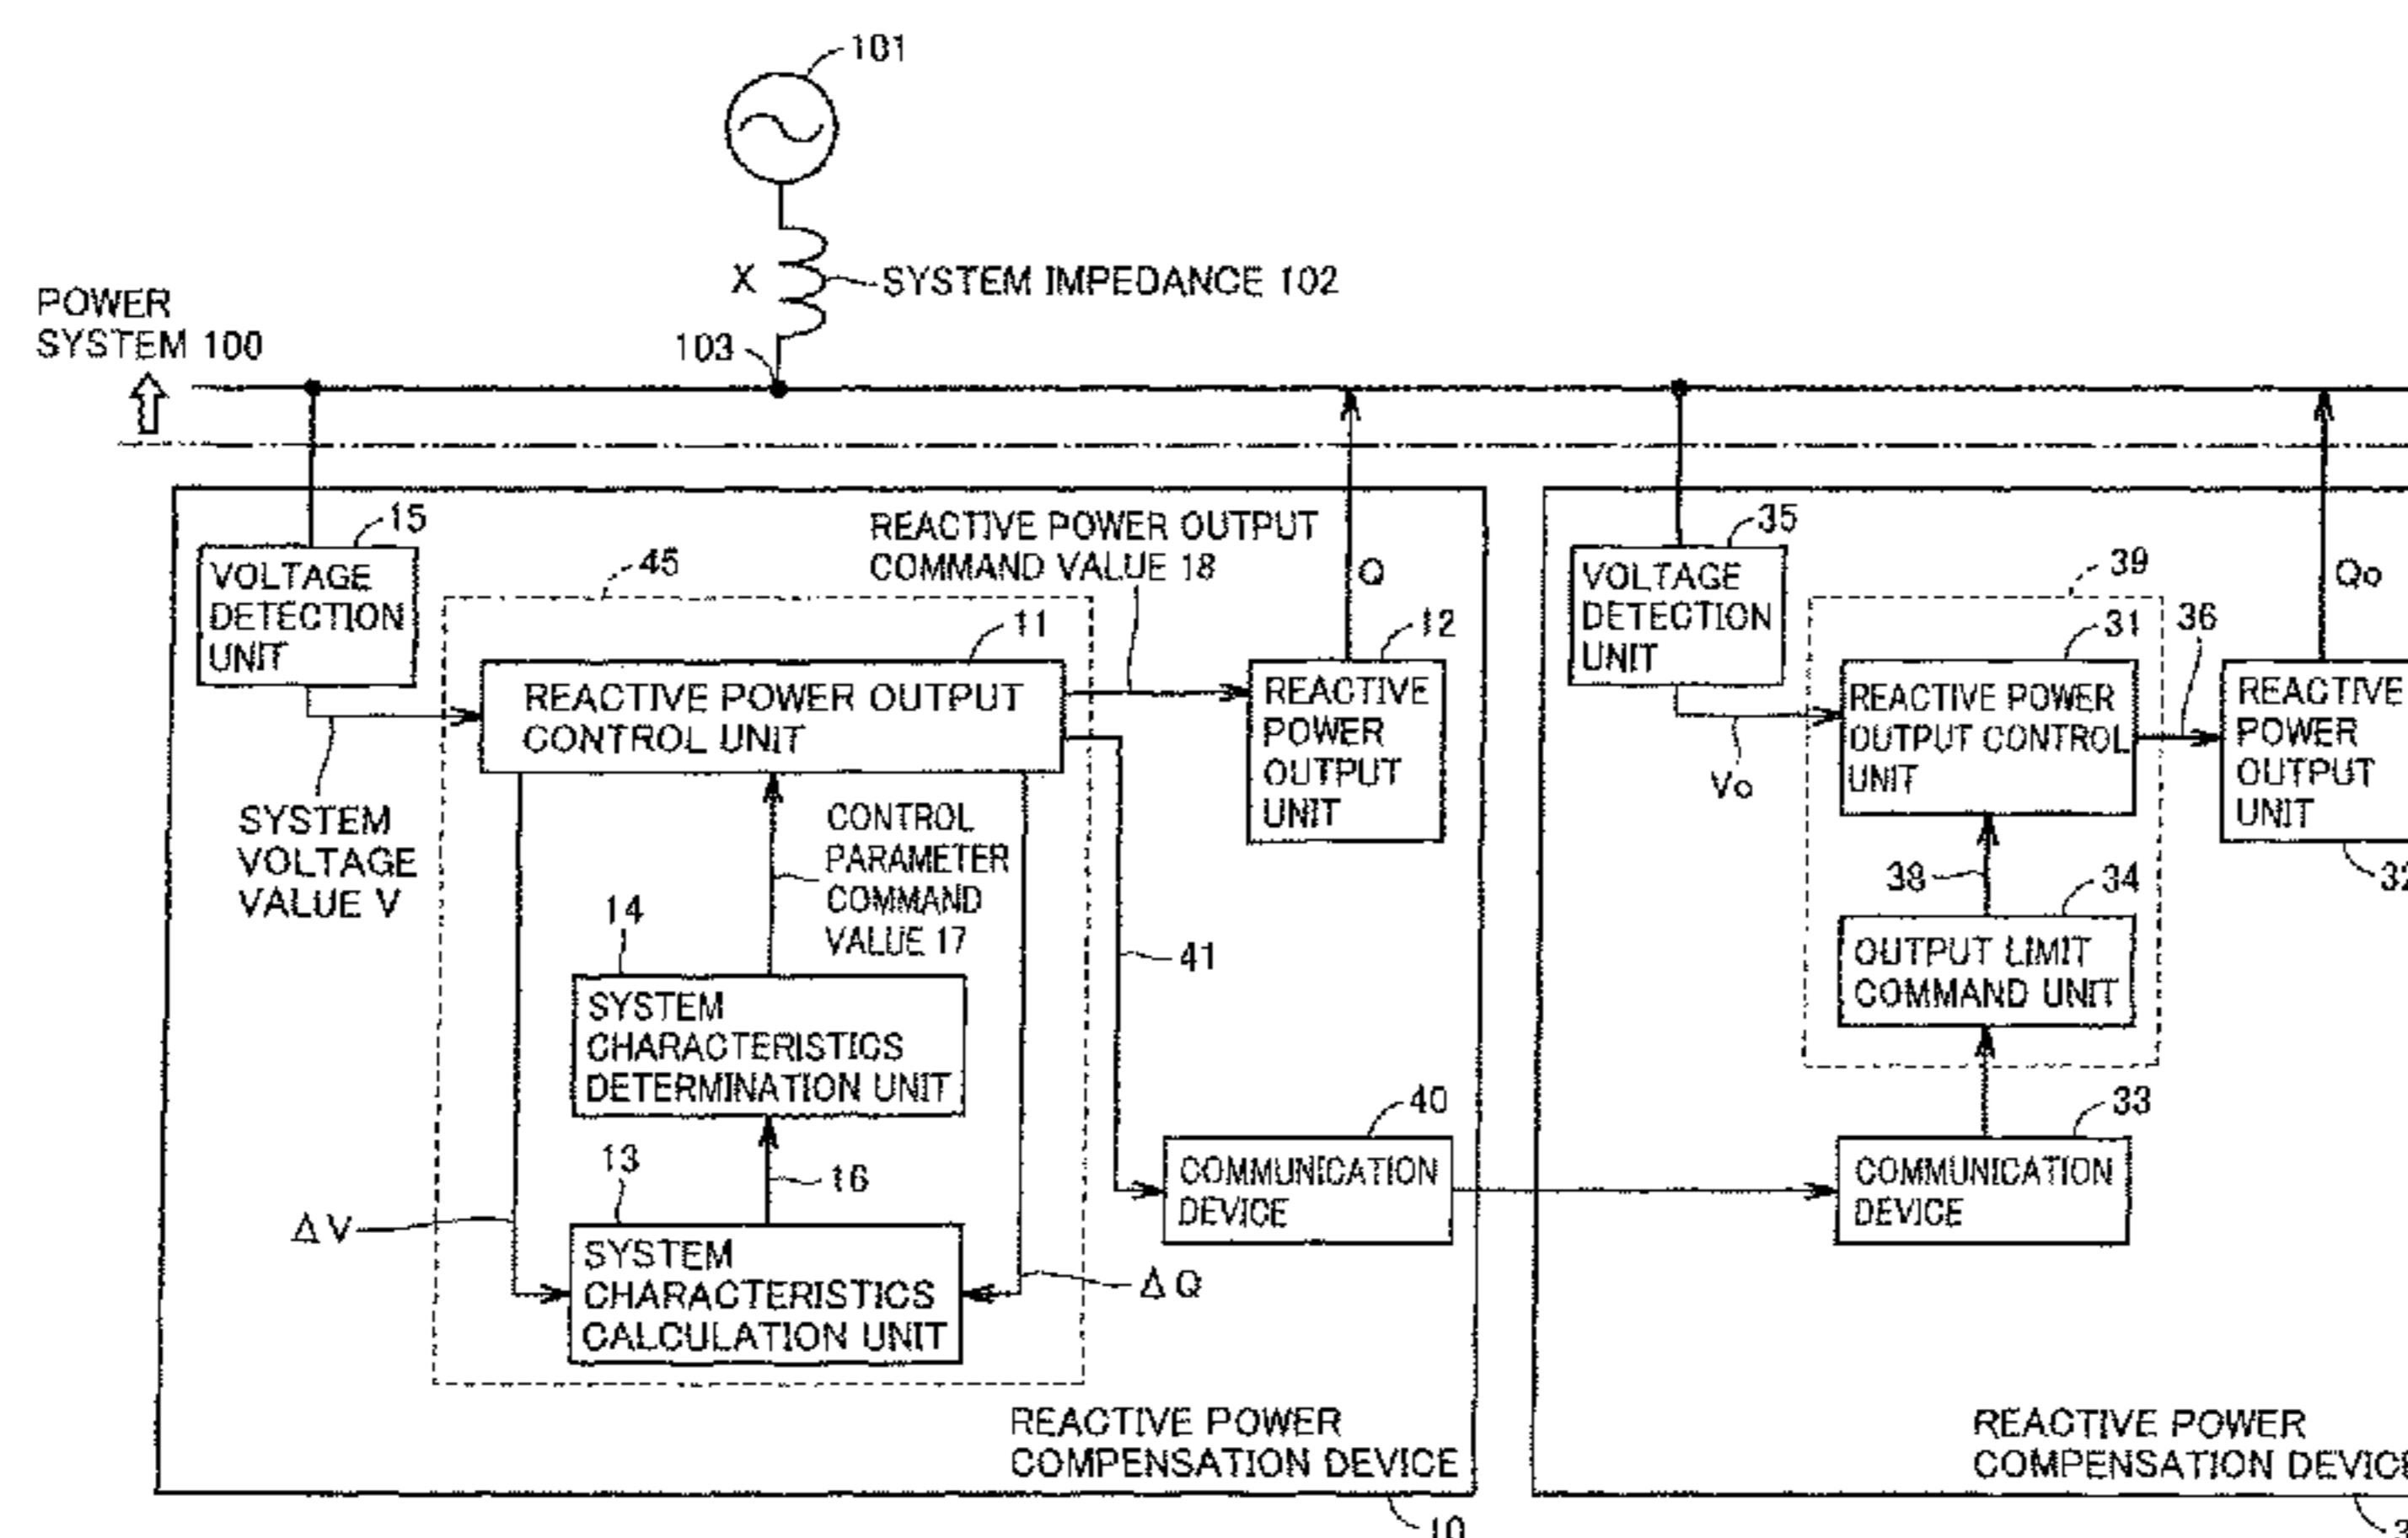 101
X
SYSTEM IMPEDANCE 102
POWER
SYSTEM 100
103
15
VOLTAGE
DETECTION
UNIT
45
REACTIVE POWER OUTPUT
COMMAND VALUE 18
Q
11
12
REACTIVE POWER OUTPUT
CONTROL UNIT
REACTIVE
POWER
OUTPUT
UNIT
SYSTEM
VOLTAGE
VALUE V
CONTROL
PARAMETER
COMMAND
VALUE 17
14
41
SYSTEM
CHARACTERISTICS
DETERMINATION UNIT
13
16
40
COMMUNICATION
DEVICE
ΔV
SYSTEM
CHARACTERISTICS
CALCULATION UNIT
ΔQ
REACTIVE POWER
COMPENSATION DEVICE
10
35
VOLTAGE
DETECTION
UNIT
39
Qo
31
36
REACTIVE POWER
OUTPUT CONTROL
UNIT
REACTIVE
POWER
OUTPUT
UNIT
Vo
32
38
34
OUTPUT LIMIT
COMMAND UNIT
33
COMMUNICATION
DEVICE
REACTIVE POWER
COMPENSATION DEVICE